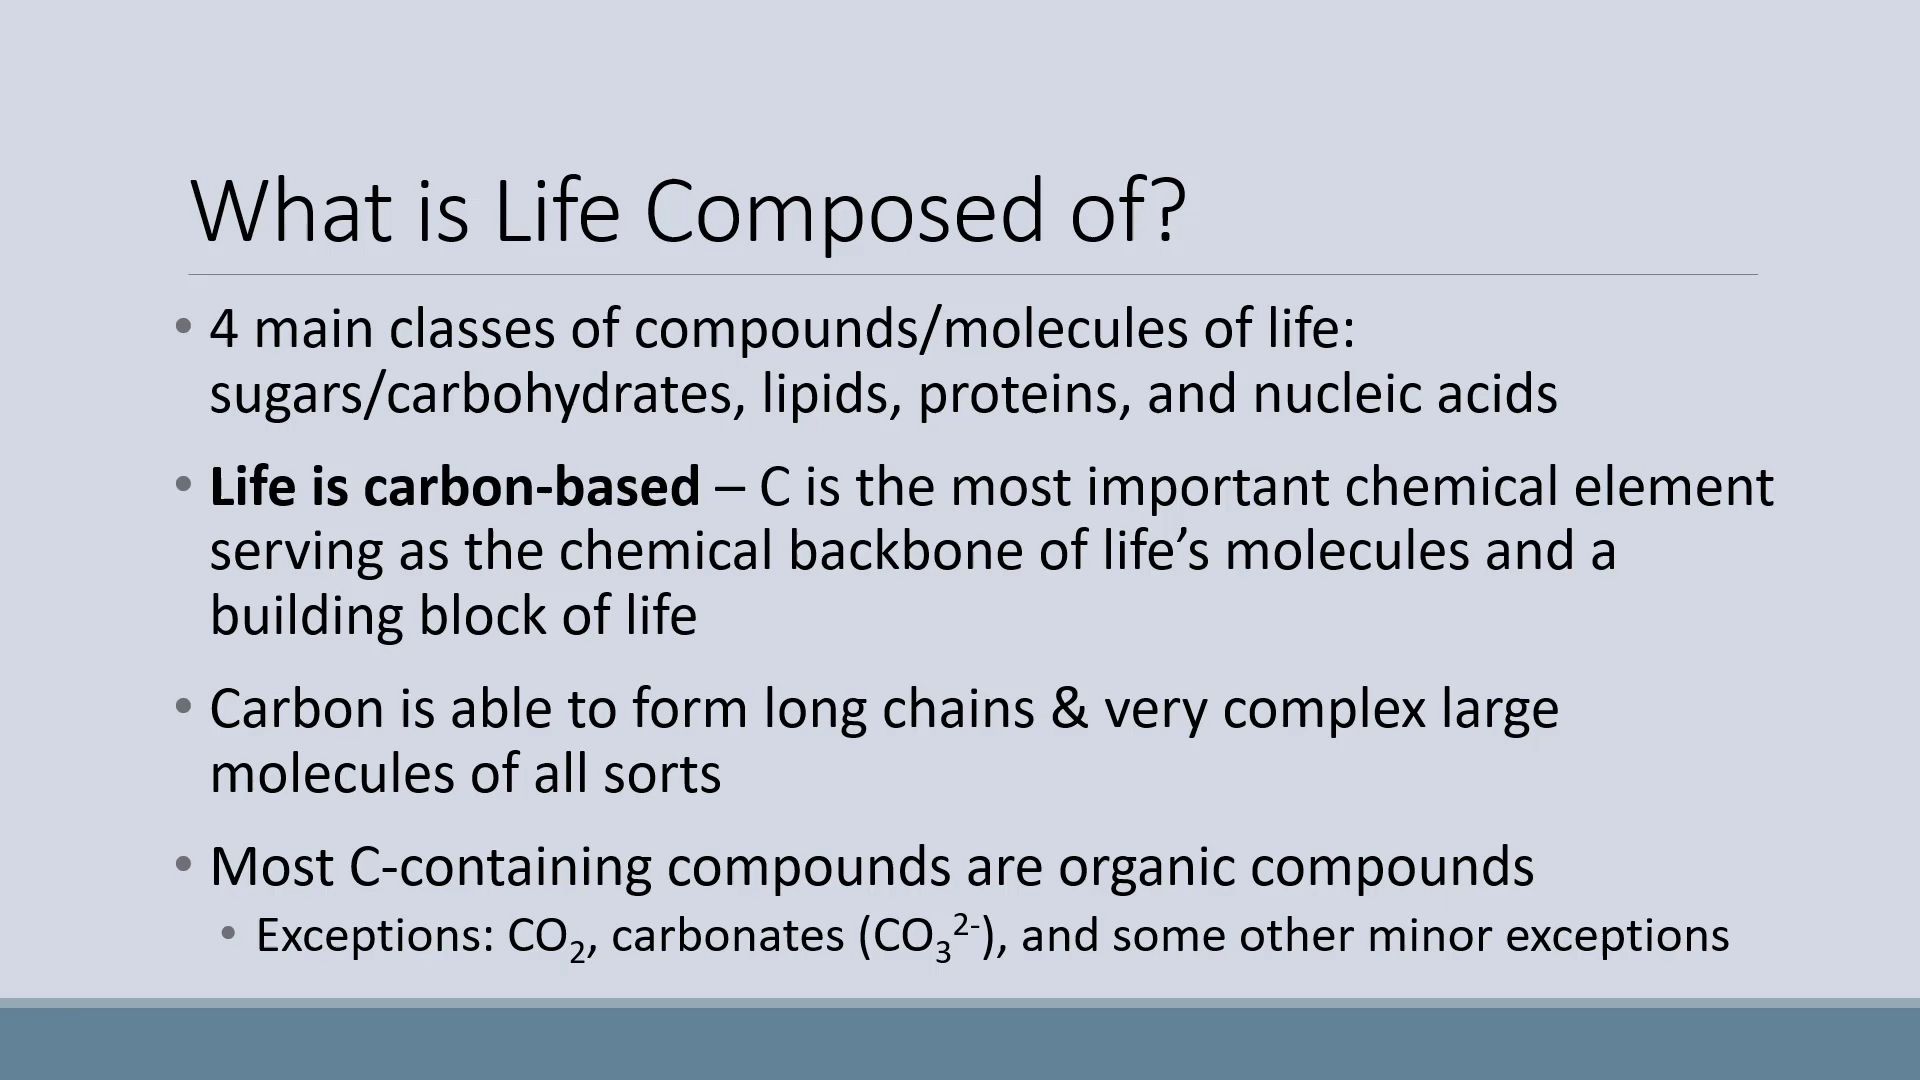 What is Life Composed of?
• 4 main classes of compounds/molecules of life:
sugars/carbohydrates, lipids, proteins, and nucleic acids
• Life is carbon-based – C is the most important chemical element
serving as the chemical backbone of life’s molecules and a
building block of life
• Carbon is able to form long chains & very complex large
molecules of all sorts
• Most C-containing compounds are organic compounds
• Exceptions: CO₂, carbonates (CO₃²⁻), and some other minor exceptions